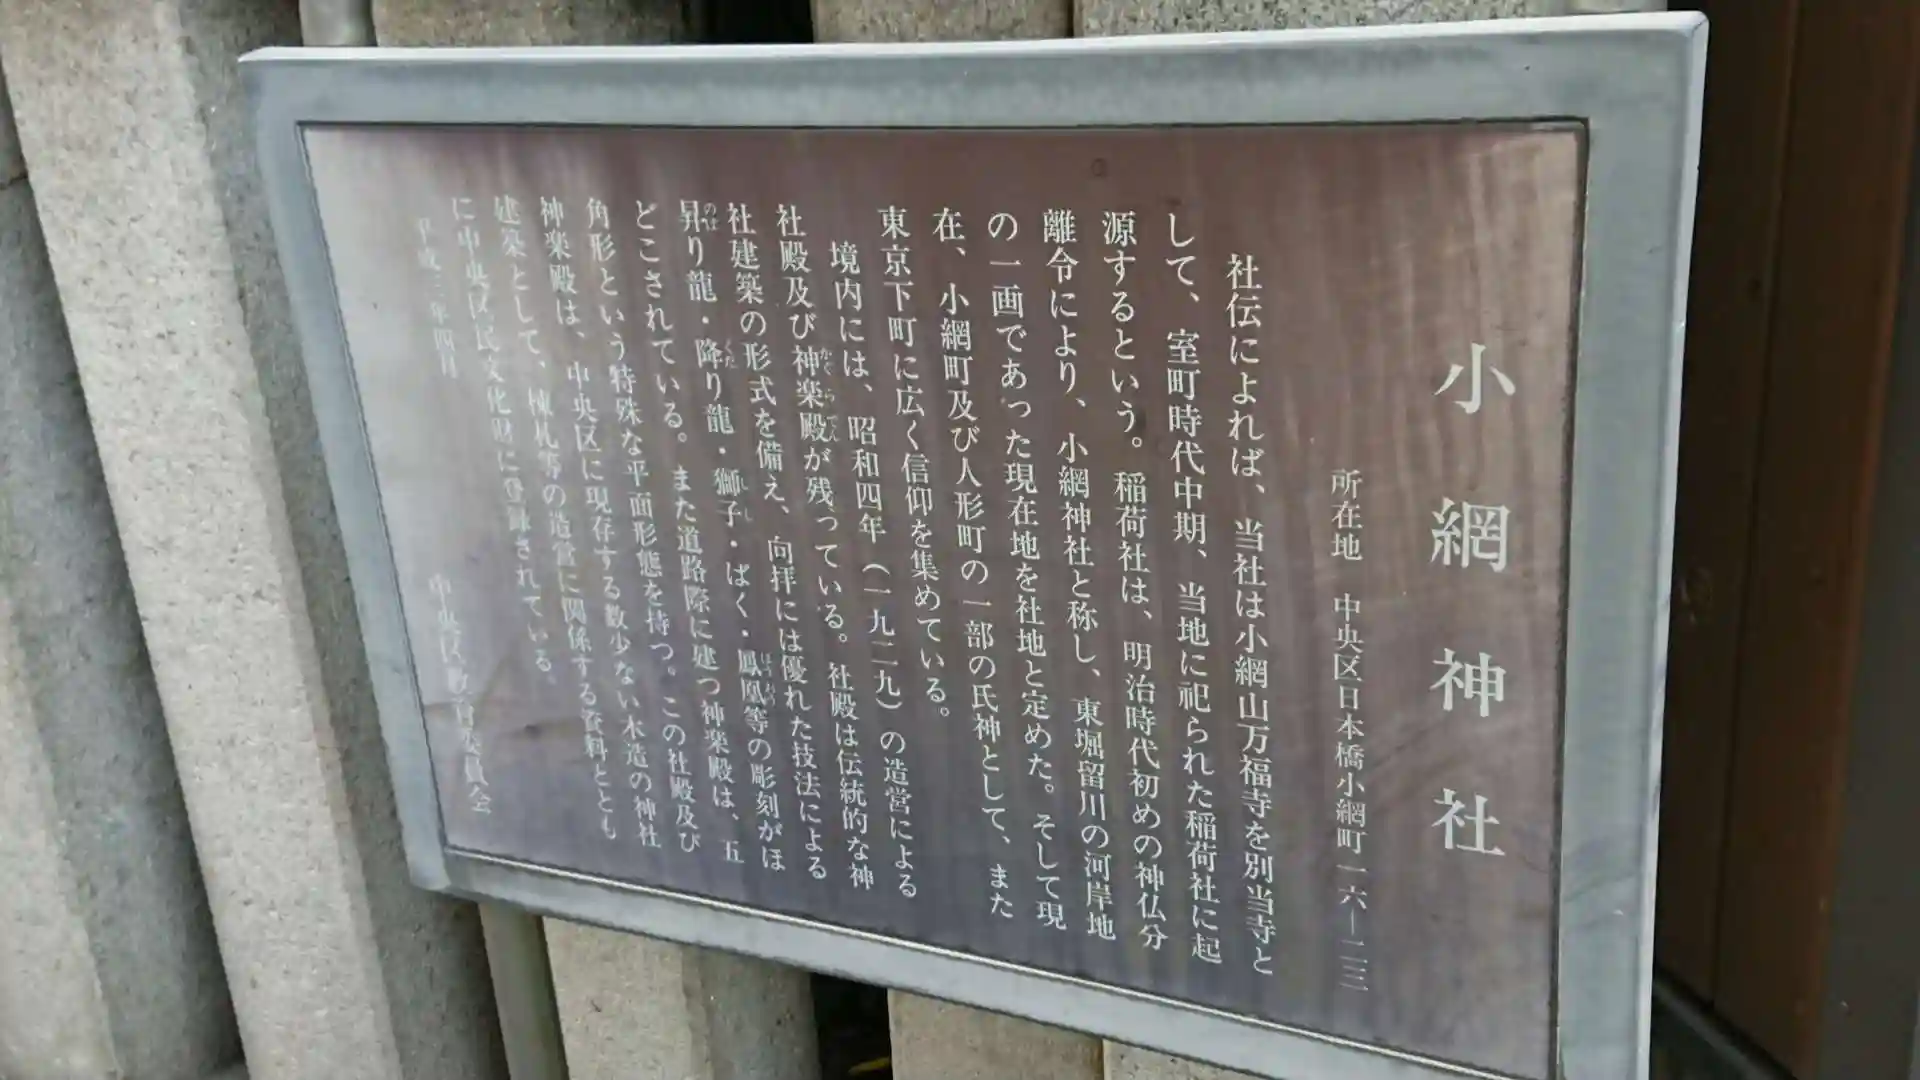 小網神社
所在地　中央区日本橋小網町一六―二三
社伝によれば、当社は小網山万福寺を別当寺と
して、室町時代中期、当地に祀られた稲荷社に起
源するという。稲荷社は、明治時代初めの神仏分
離令により、小網神社と称し、東堀留川の河岸地
の一画であった現在地を社地と定めた。そして現
在、小網町及び人形町の一部の氏神として、また
東京下町に広く信仰を集めている。
境内には、昭和四年（一九二九）の造営による
社殿及び神楽殿が残っている。社殿は伝統的な神
社建築の形式を備え、向拝には優れた技法による
昇り龍・降り龍・獅子・ばく・鳳凰等の彫刻がほ
どこされている。また道路際に建つ神楽殿は、五
角形という特殊な平面形態を持つ。この社殿及び
神楽殿は、中央区に現存する数少ない木造の神社
建築として、棟札等の造営に関係する資料ととも
に中央区民文化財に登録されている。
平成三年四月
中央区教育委員会